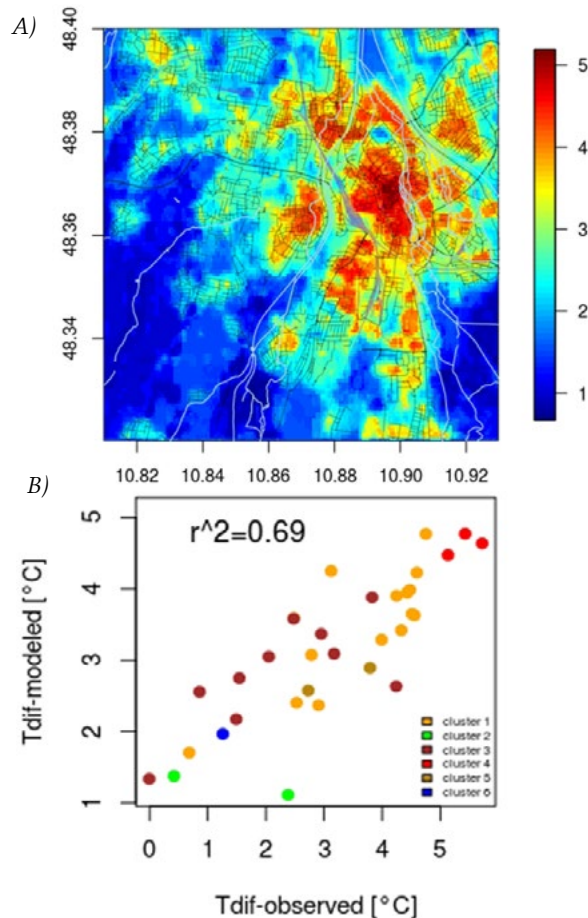 A)
48.40
48.38
48.36
48.34
5
4
3
2
1
10.82 10.84 10.86 10.88 10.90 10.92
B)
r^2=0.69
Tdif-modeled [°C]
5
4
3
2
1
cluster 1
cluster 2
cluster 3
cluster 4
cluster 5
cluster 6
0 1 2 3 4 5
Tdif-observed [°C]